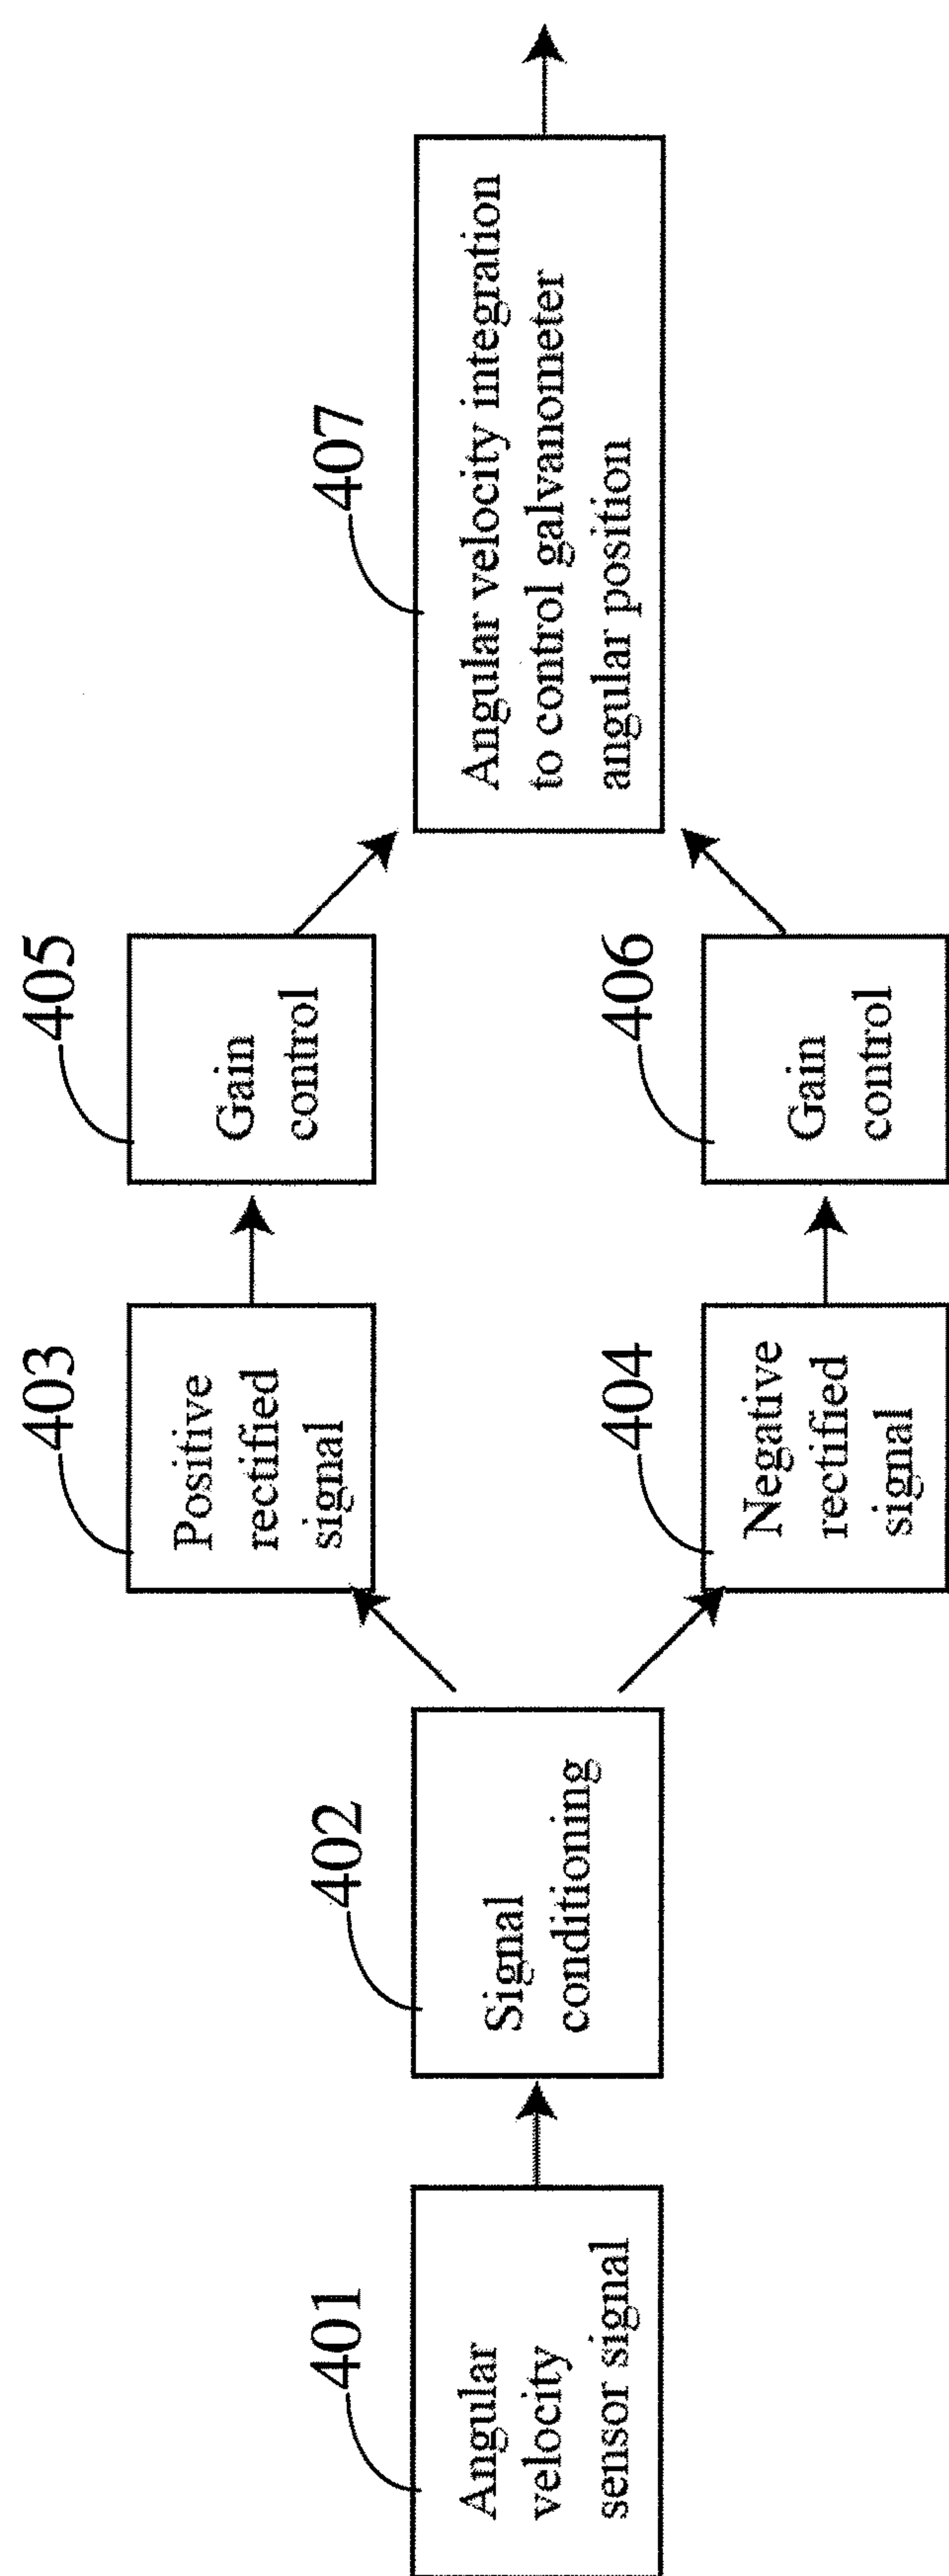 401
Angular
velocity
sensor signal
402
Signal
conditioning
403
Positive
rectified
signal
404
Negative
rectified
signal
405
Gain
control
406
Gain
control
407
Angular velocity integration
to control galvanometer
angular position